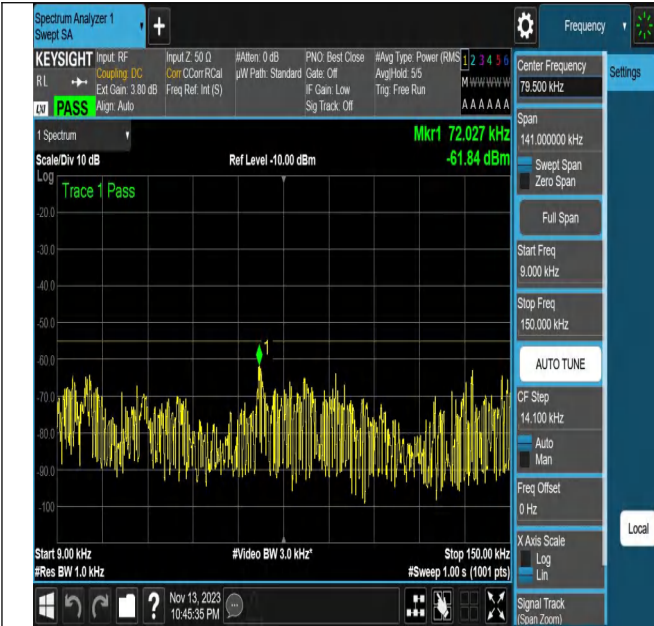 Spectrum Analyzer 1
Swept SA
+
Frequency
KEYSIGHT
RL
PASS
Input: RF
Coupling: DC
Ext Gain: 3.80 dB
Align: Auto
Input Z: 50 Ω
Corr CCorr RCal
Freq Ref: Int (S)
#Atten: 0 dB
µW Path: Standard
PNO: Best Close
Gate: Off
IF Gain: Low
Sig Track: Off
#Avg Type: Power (RMS
Avg|Hold: 5/5
Trig: Free Run
1 2 3 4 5 6
M W W W W W
A A A A A A
1 Spectrum
Scale/Div 10 dB
Ref Level -10.00 dBm
Mkr1 72.027 kHz
-61.84 dBm
Log
Trace 1 Pass
-20.0
-30.0
-40.0
-50.0
-60.0
-70.0
-80.0
-90.0
-100
1
Start 9.00 kHz
#Res BW 1.0 kHz
#Video BW 3.0 kHz*
Stop 150.00 kHz
#Sweep 1.00 s (1001 pts)
?
Nov 13, 2023
10:45:35 PM
Center Frequency
79.500 kHz
Settings
Span
141.000000 kHz
Swept Span
Zero Span
Full Span
Start Freq
9.000 kHz
Stop Freq
150.000 kHz
AUTO TUNE
CF Step
14.100 kHz
Auto
Man
Freq Offset
0 Hz
X Axis Scale
Log
Lin
Local
Signal Track
(Span Zoom)